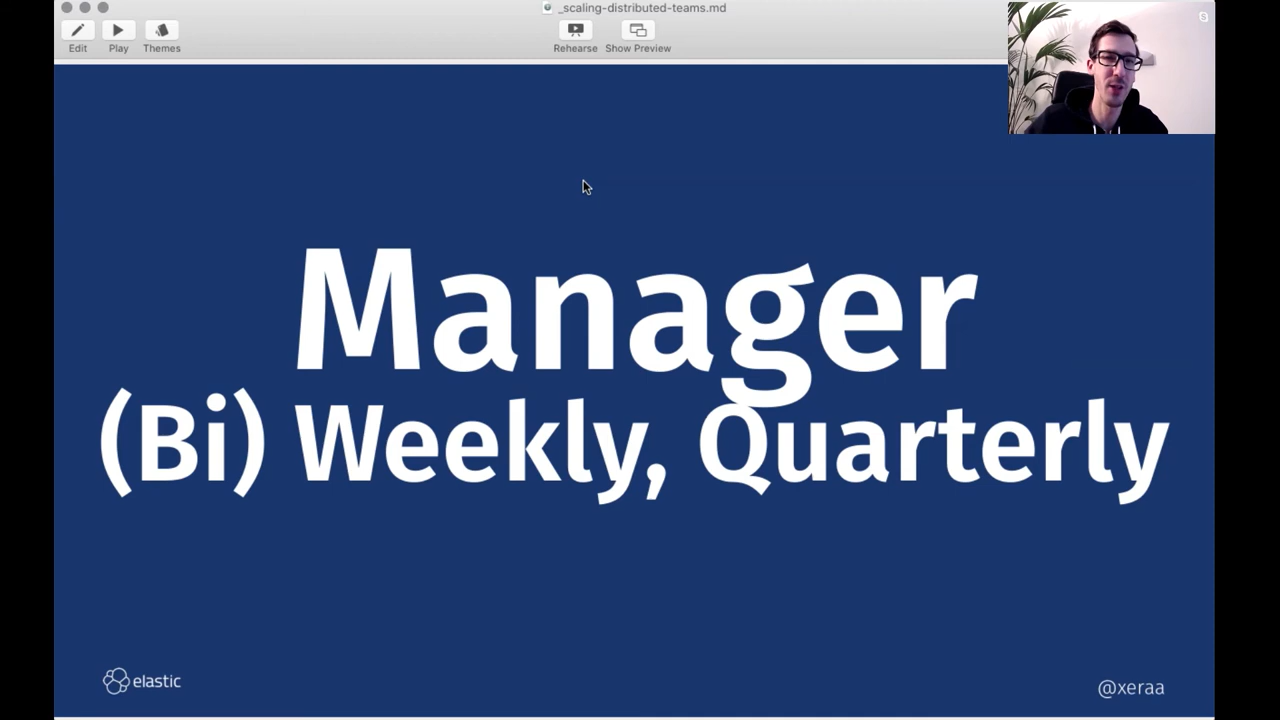 _scaling-distributed-teams.md
Edit
Play
Themes
Rehearse
Show Preview
Manager
(Bi) Weekly, Quarterly
elastic
@xeraa